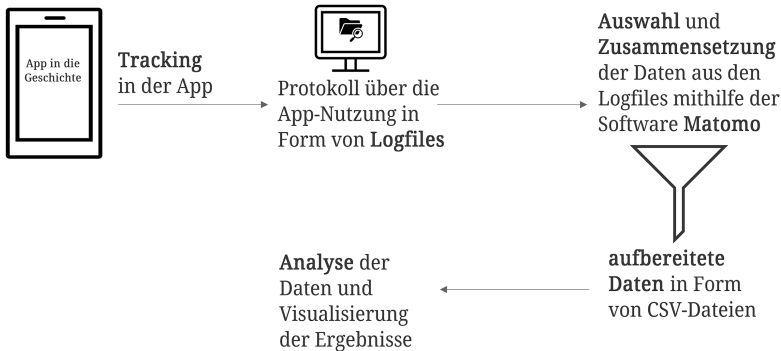 App in die
Geschichte
Tracking
in der App
Protokoll über die
App-Nutzung in
Form von Logfiles
Auswahl und
Zusammensetzung
der Daten aus den
Logfiles mithilfe der
Software Matomo
aufbereitete
Daten in Form
von CSV-Dateien
Analyse der
Daten und
Visualisierung
der Ergebnisse